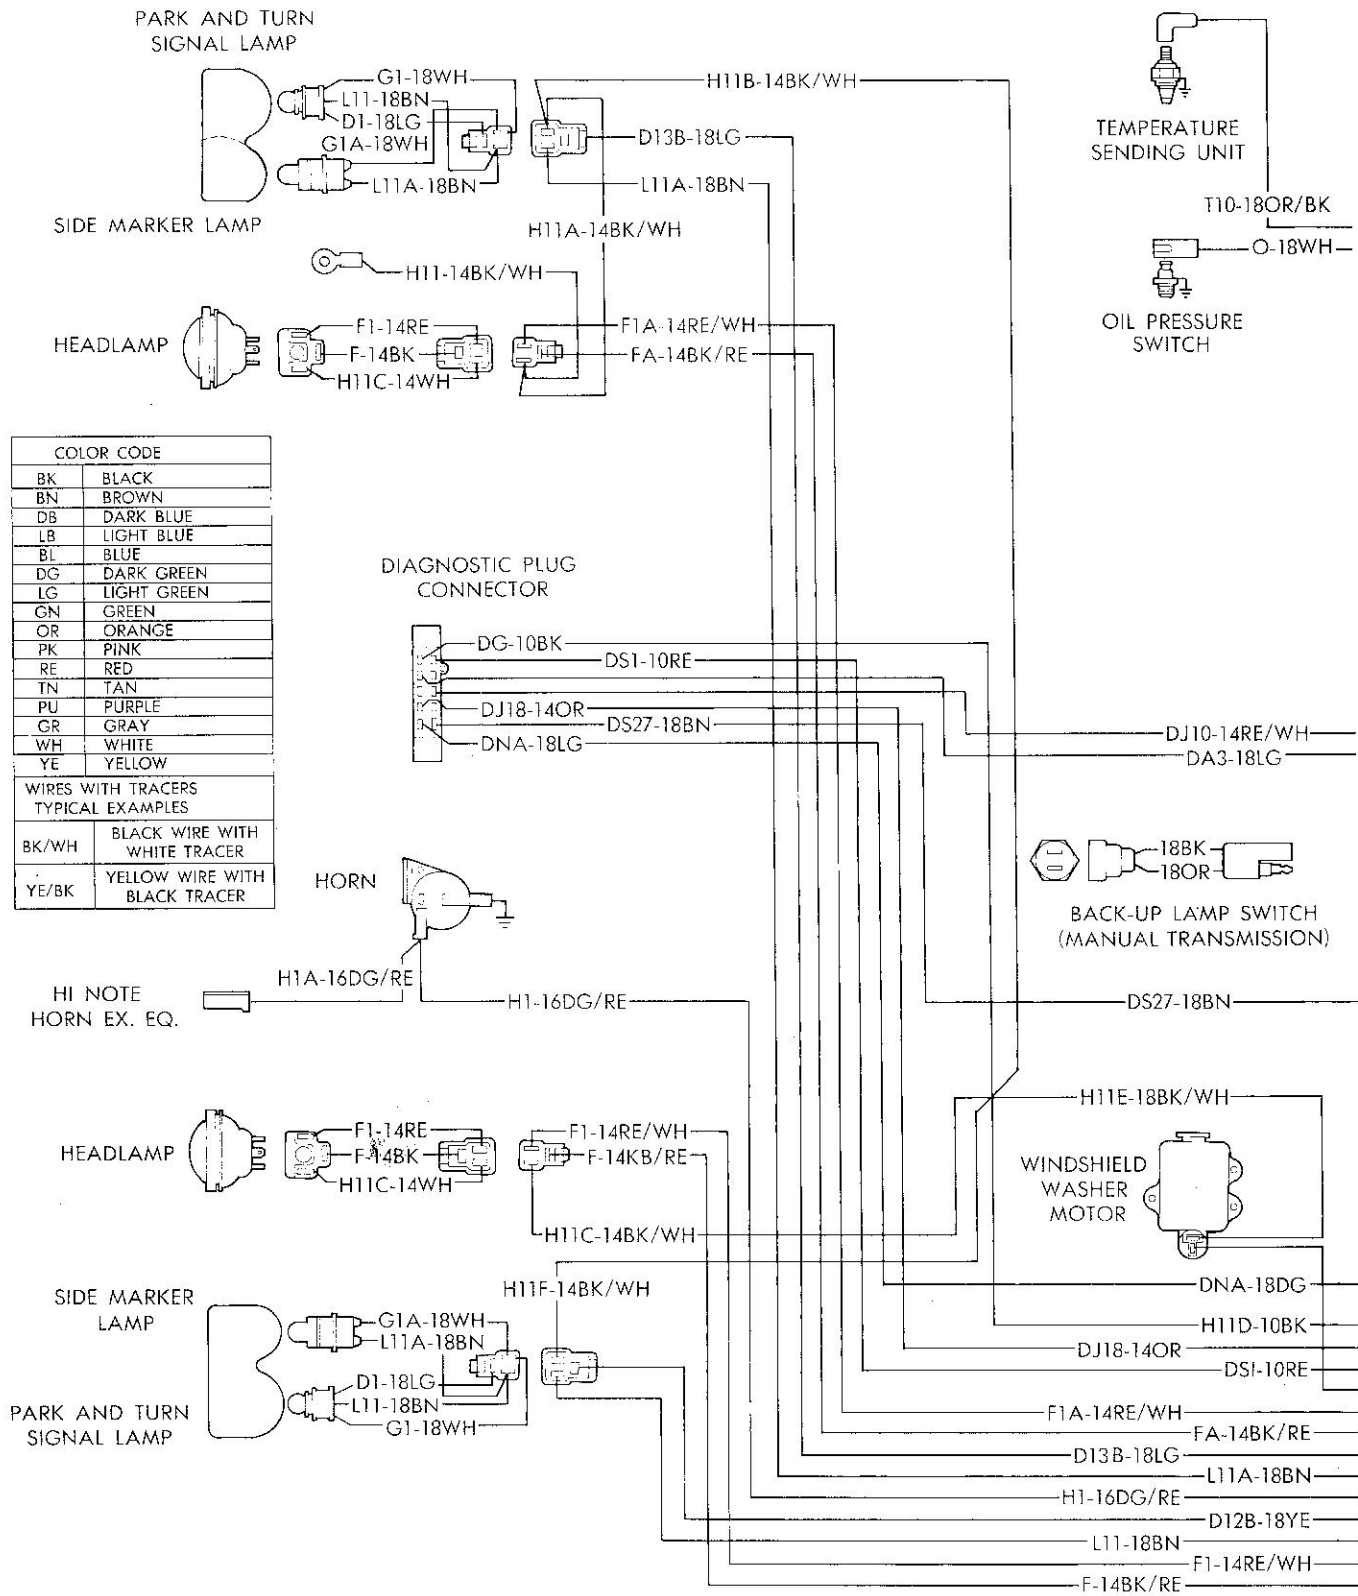 PARK AND TURN
SIGNAL LAMP
G1-18WH
L11-18BN
D1-18LG
G1A-18WH
L11A-18BN
SIDE MARKER LAMP
H11B-14BK/WH
D13B-18LG
L11A-18BN
H11A-14BK/WH
H11-14BK/WH
TEMPERATURE
SENDING UNIT
T10-18OR/BK
O-18WH
OIL PRESSURE
SWITCH
HEADLAMP
F1-14RE
F-14BK
H11C-14WH
F1A-14RE/WH
FA-14BK/RE
COLOR CODE
BK BLACK
BN BROWN
DB DARK BLUE
LB LIGHT BLUE
BL BLUE
DG DARK GREEN
LG LIGHT GREEN
GN GREEN
OR ORANGE
PK PINK
RE RED
TN TAN
PU PURPLE
GR GRAY
WH WHITE
YE YELLOW
WIRES WITH TRACERS
TYPICAL EXAMPLES
BK/WH BLACK WIRE WITH
WHITE TRACER
YE/BK YELLOW WIRE WITH
BLACK TRACER
DIAGNOSTIC PLUG
CONNECTOR
DG-10BK
DS1-10RE
DJ18-14OR
DS27-18BN
DNA-18LG
DJ10-14RE/WH
DA3-18LG
18BK
18OR
BACK-UP LAMP SWITCH
(MANUAL TRANSMISSION)
HORN
H1A-16DG/RE
HI NOTE
HORN EX. EQ.
H1-16DG/RE
DS27-18BN
H11E-18BK/WH
HEADLAMP
F1-14RE
F-14BK
H11C-14WH
F1-14RE/WH
F-14KB/RE
H11C-14BK/WH
WINDSHIELD
WASHER
MOTOR
H11F-14BK/WH
SIDE MARKER
LAMP
G1A-18WH
L11A-18BN
D1-18LG
L11-18BN
G1-18WH
PARK AND TURN
SIGNAL LAMP
DNA-18DG
H11D-10BK
DJ18-14OR
DSI-10RE
F1A-14RE/WH
FA-14BK/RE
D13B-18LG
L11A-18BN
H1-16DG/RE
D12B-18YE
L11-18BN
F1-14RE/WH
F-14BK/RE